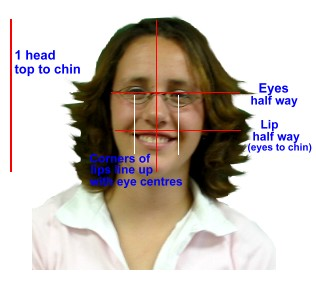 1 head
top to chin
Eyes
half way
Lip
half way
(eyes to chin)
Corners of
lips line up
with eye centres